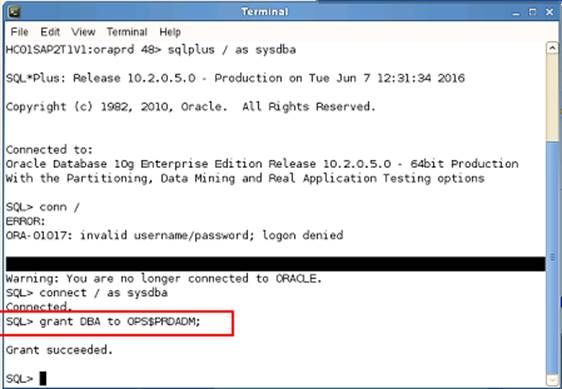 Terminal
File Edit View Terminal Help
HC01SAP2T1V1:oraprd 48> sqlplus / as sysdba
SQL*Plus: Release 10.2.0.5.0 - Production on Tue Jun 7 12:31:34 2016
Copyright (c) 1982, 2010, Oracle. All Rights Reserved.
Connected to:
Oracle Database 10g Enterprise Edition Release 10.2.0.5.0 - 64bit Production
With the Partitioning, Data Mining and Real Application Testing options
SQL> conn /
ERROR:
ORA-01017: invalid username/password; logon denied
Warning: You are no longer connected to ORACLE.
SQL> connect / as sysdba
Connected.
SQL> grant DBA to OPS$PRDADM;
Grant succeeded.
SQL>